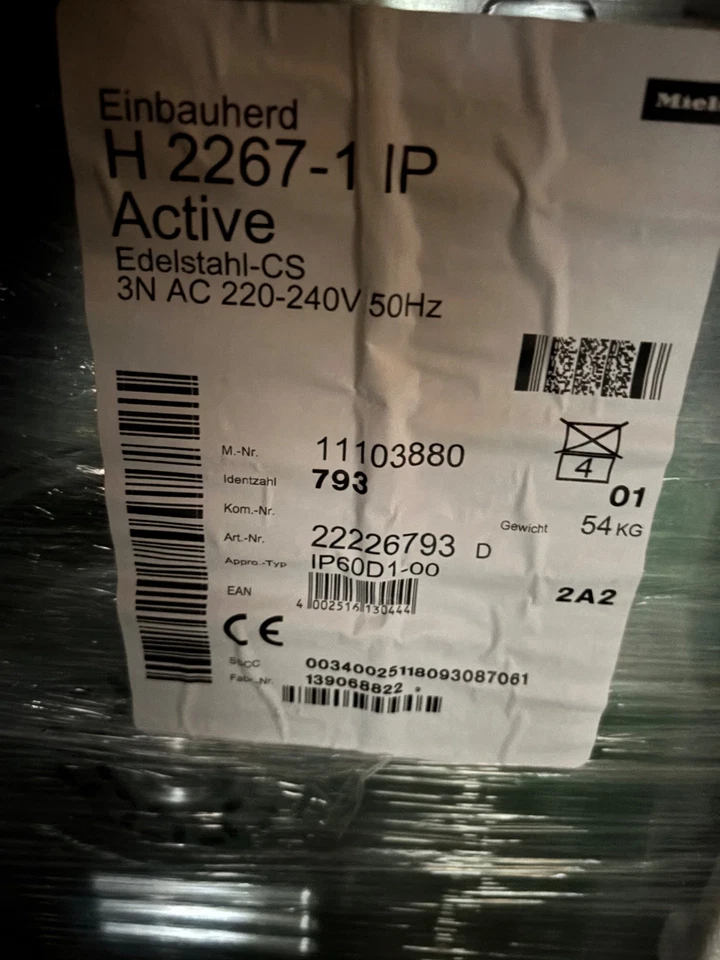 Miel
Einbauherd
H 2267-1 IP
Active
Edelstahl-CS
3N AC 220-240V 50Hz
M.-Nr. 11103880
4
Identzahl 793
01
Kom.-Nr.
Gewicht 54 KG
Art.-Nr. 22226793 D
Appro.-Typ IP60D1-00
EAN
4 002516 130444
2A2
CE
SSCC 00340025118093087061
Fabr.-Nr. 139068822 *